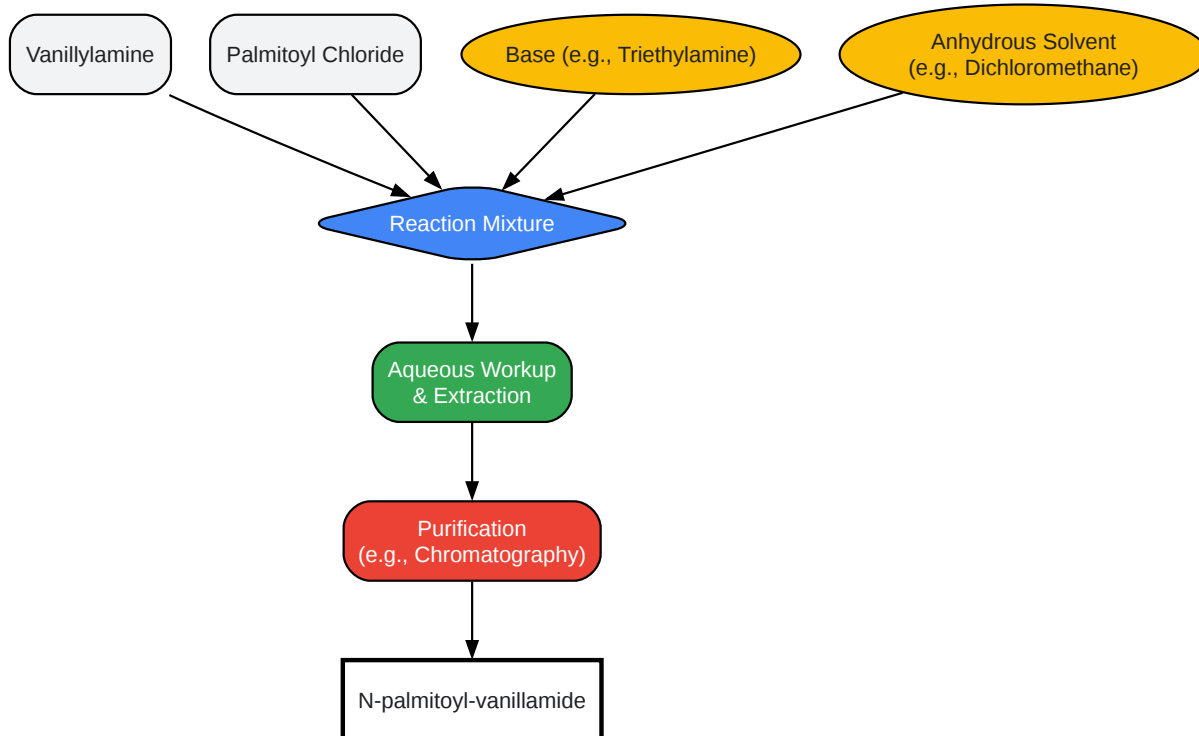 Vanillylamine
Palmitoyl Chloride
Base (e.g., Triethylamine)
Anhydrous Solvent
(e.g., Dichloromethane)
Reaction Mixture
Aqueous Workup
& Extraction
Purification
(e.g., Chromatography)
N-palmitoyl-vanillamide